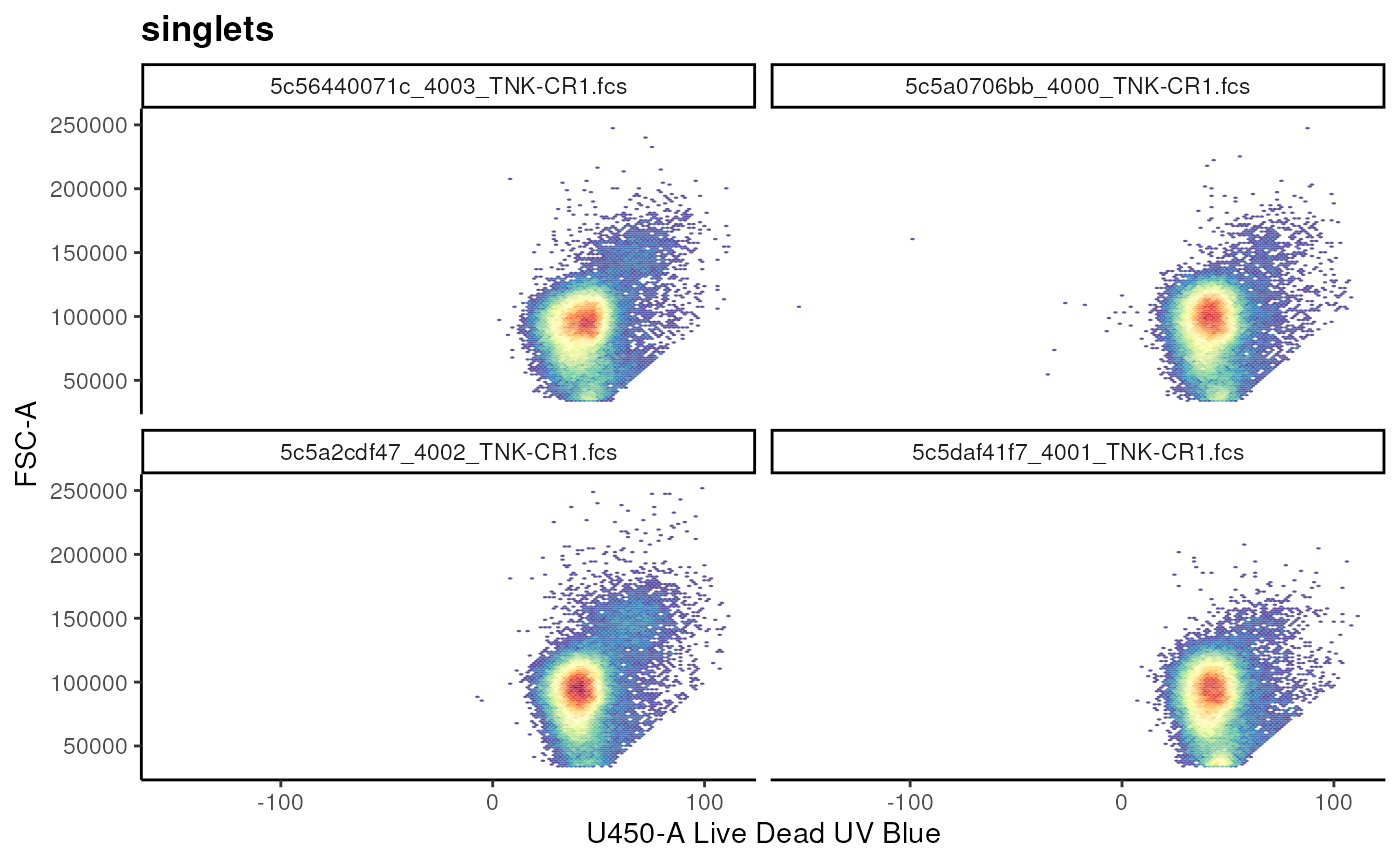 singlets
5c56440071c_4003_TNK-CR1.fcs
5c5a0706bb_4000_TNK-CR1.fcs
250000
200000
150000
100000
50000
FSC-A
5c5a2cdf47_4002_TNK-CR1.fcs
5c5daf41f7_4001_TNK-CR1.fcs
250000
200000
150000
100000
50000
-100
0
100
-100
0
100
U450-A Live Dead UV Blue